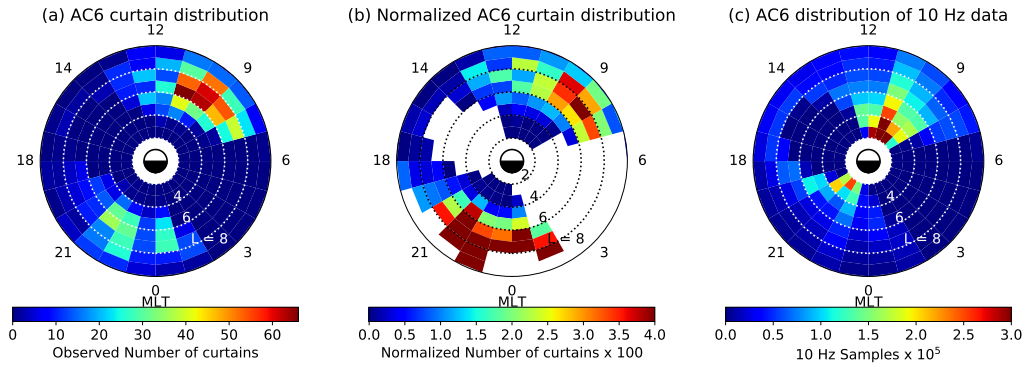 (a) AC6 curtain distribution
12
14
9
18
6
4
6
L = 8
21
3
0
MLT
0 10 20 30 40 50 60
Observed Number of curtains
(b) Normalized AC6 curtain distribution
12
14
9
18
6
2
4
6
L = 8
21
3
0
MLT
0.0 0.5 1.0 1.5 2.0 2.5 3.0 3.5 4.0
Normalized Number of curtains x 100
(c) AC6 distribution of 10 Hz data
12
14
9
18
6
4
6
L = 8
21
3
0
MLT
0.0 0.5 1.0 1.5 2.0 2.5 3.0
10 Hz Samples x 10⁵